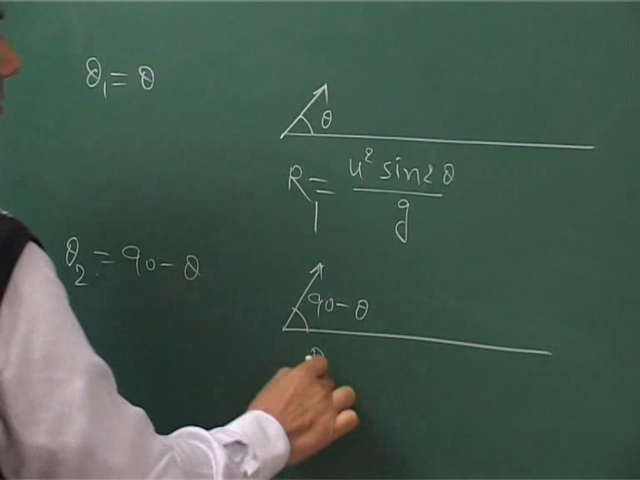 θ₁ = θ
θ
R₁ = u² sin2θ / g
θ₂ = 90 - θ
90 - θ